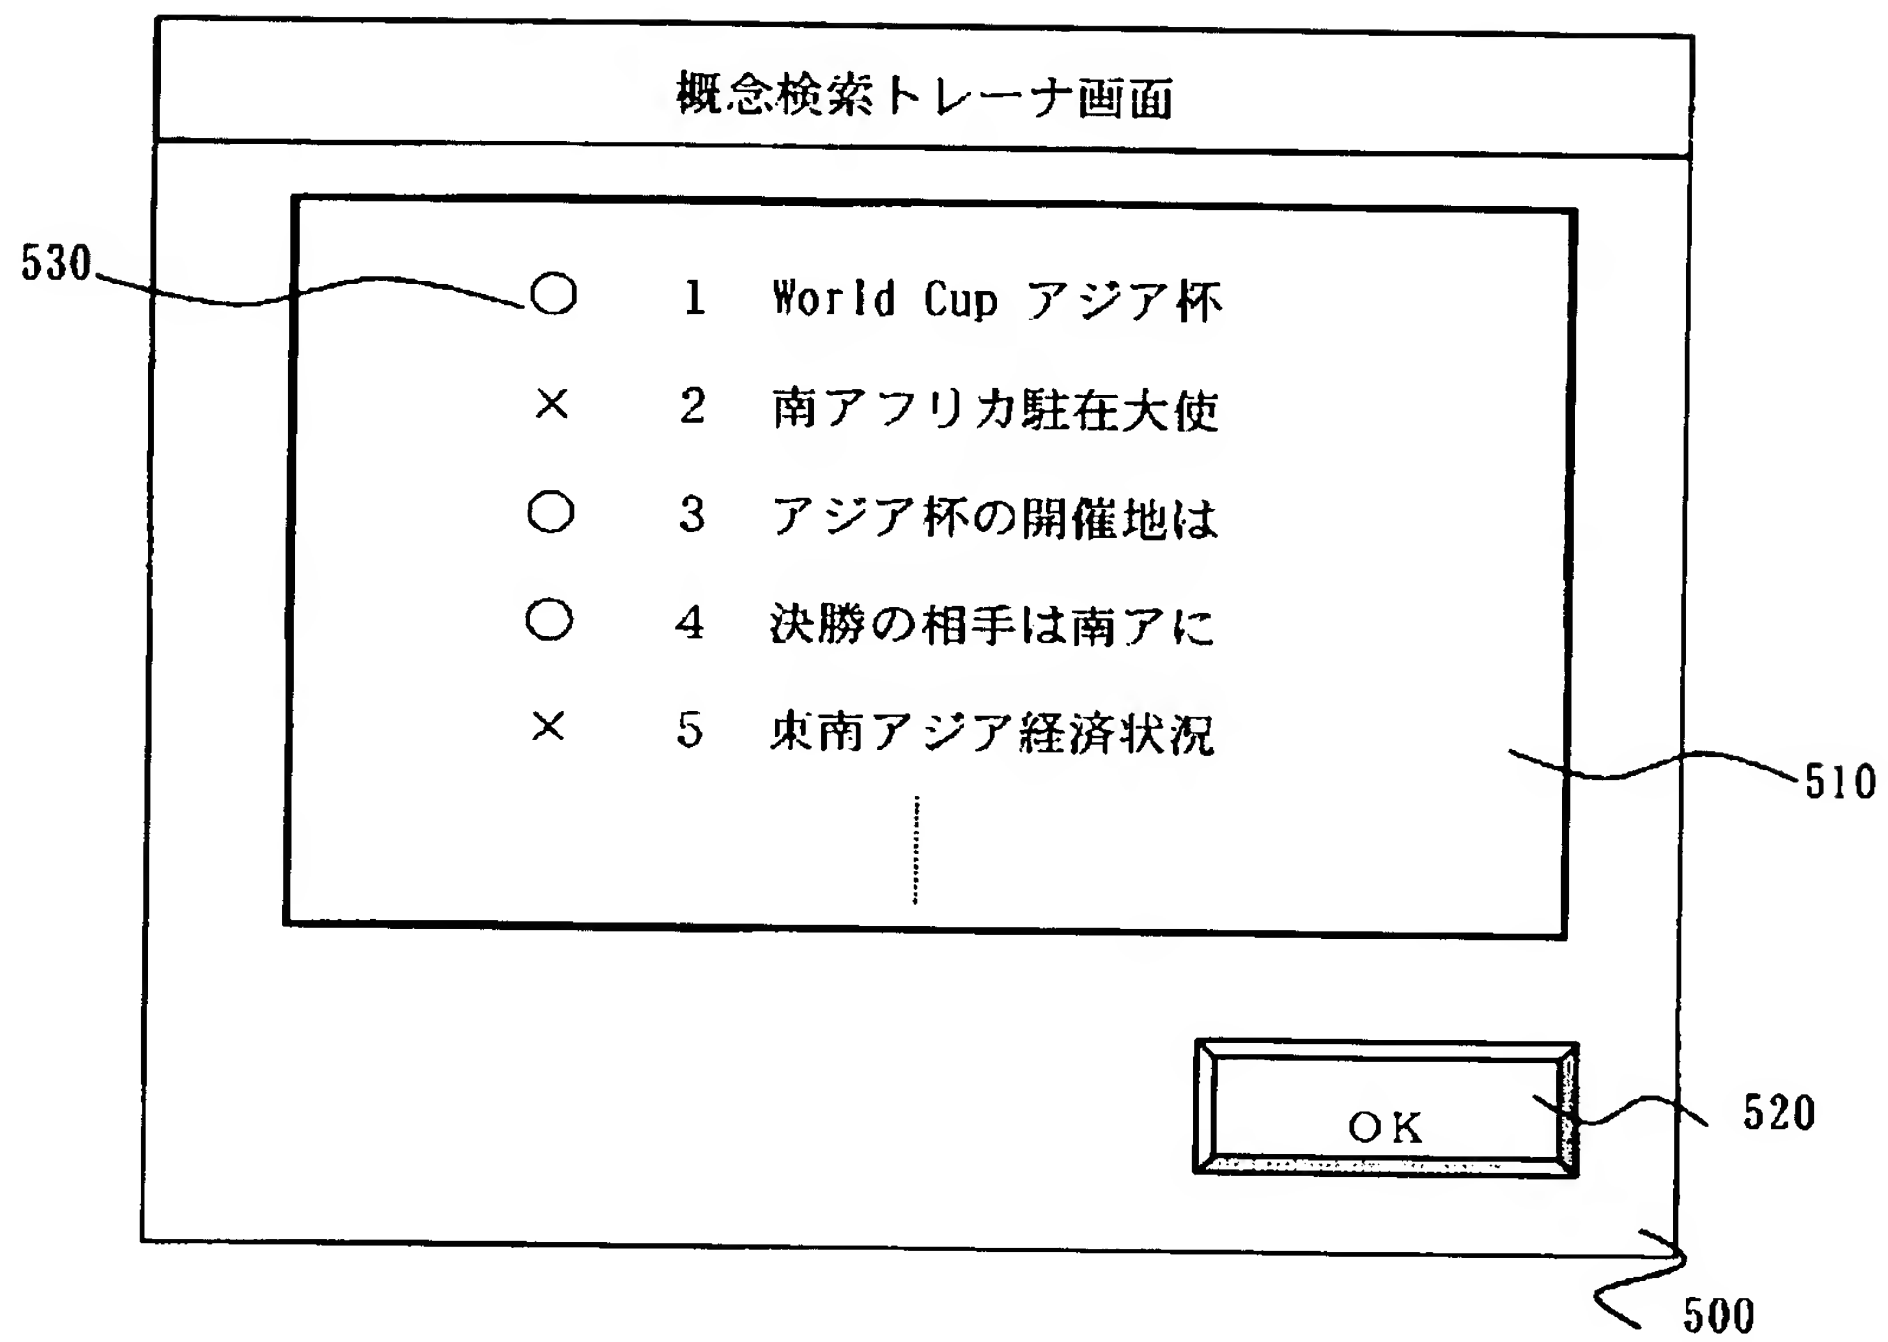 概念検索トレーナ画面
530
○ 1 World Cup アジア杯
× 2 南アフリカ駐在大使
○ 3 アジア杯の開催地は
○ 4 決勝の相手は南アに
× 5 東南アジア経済状況
510
OK
520
500